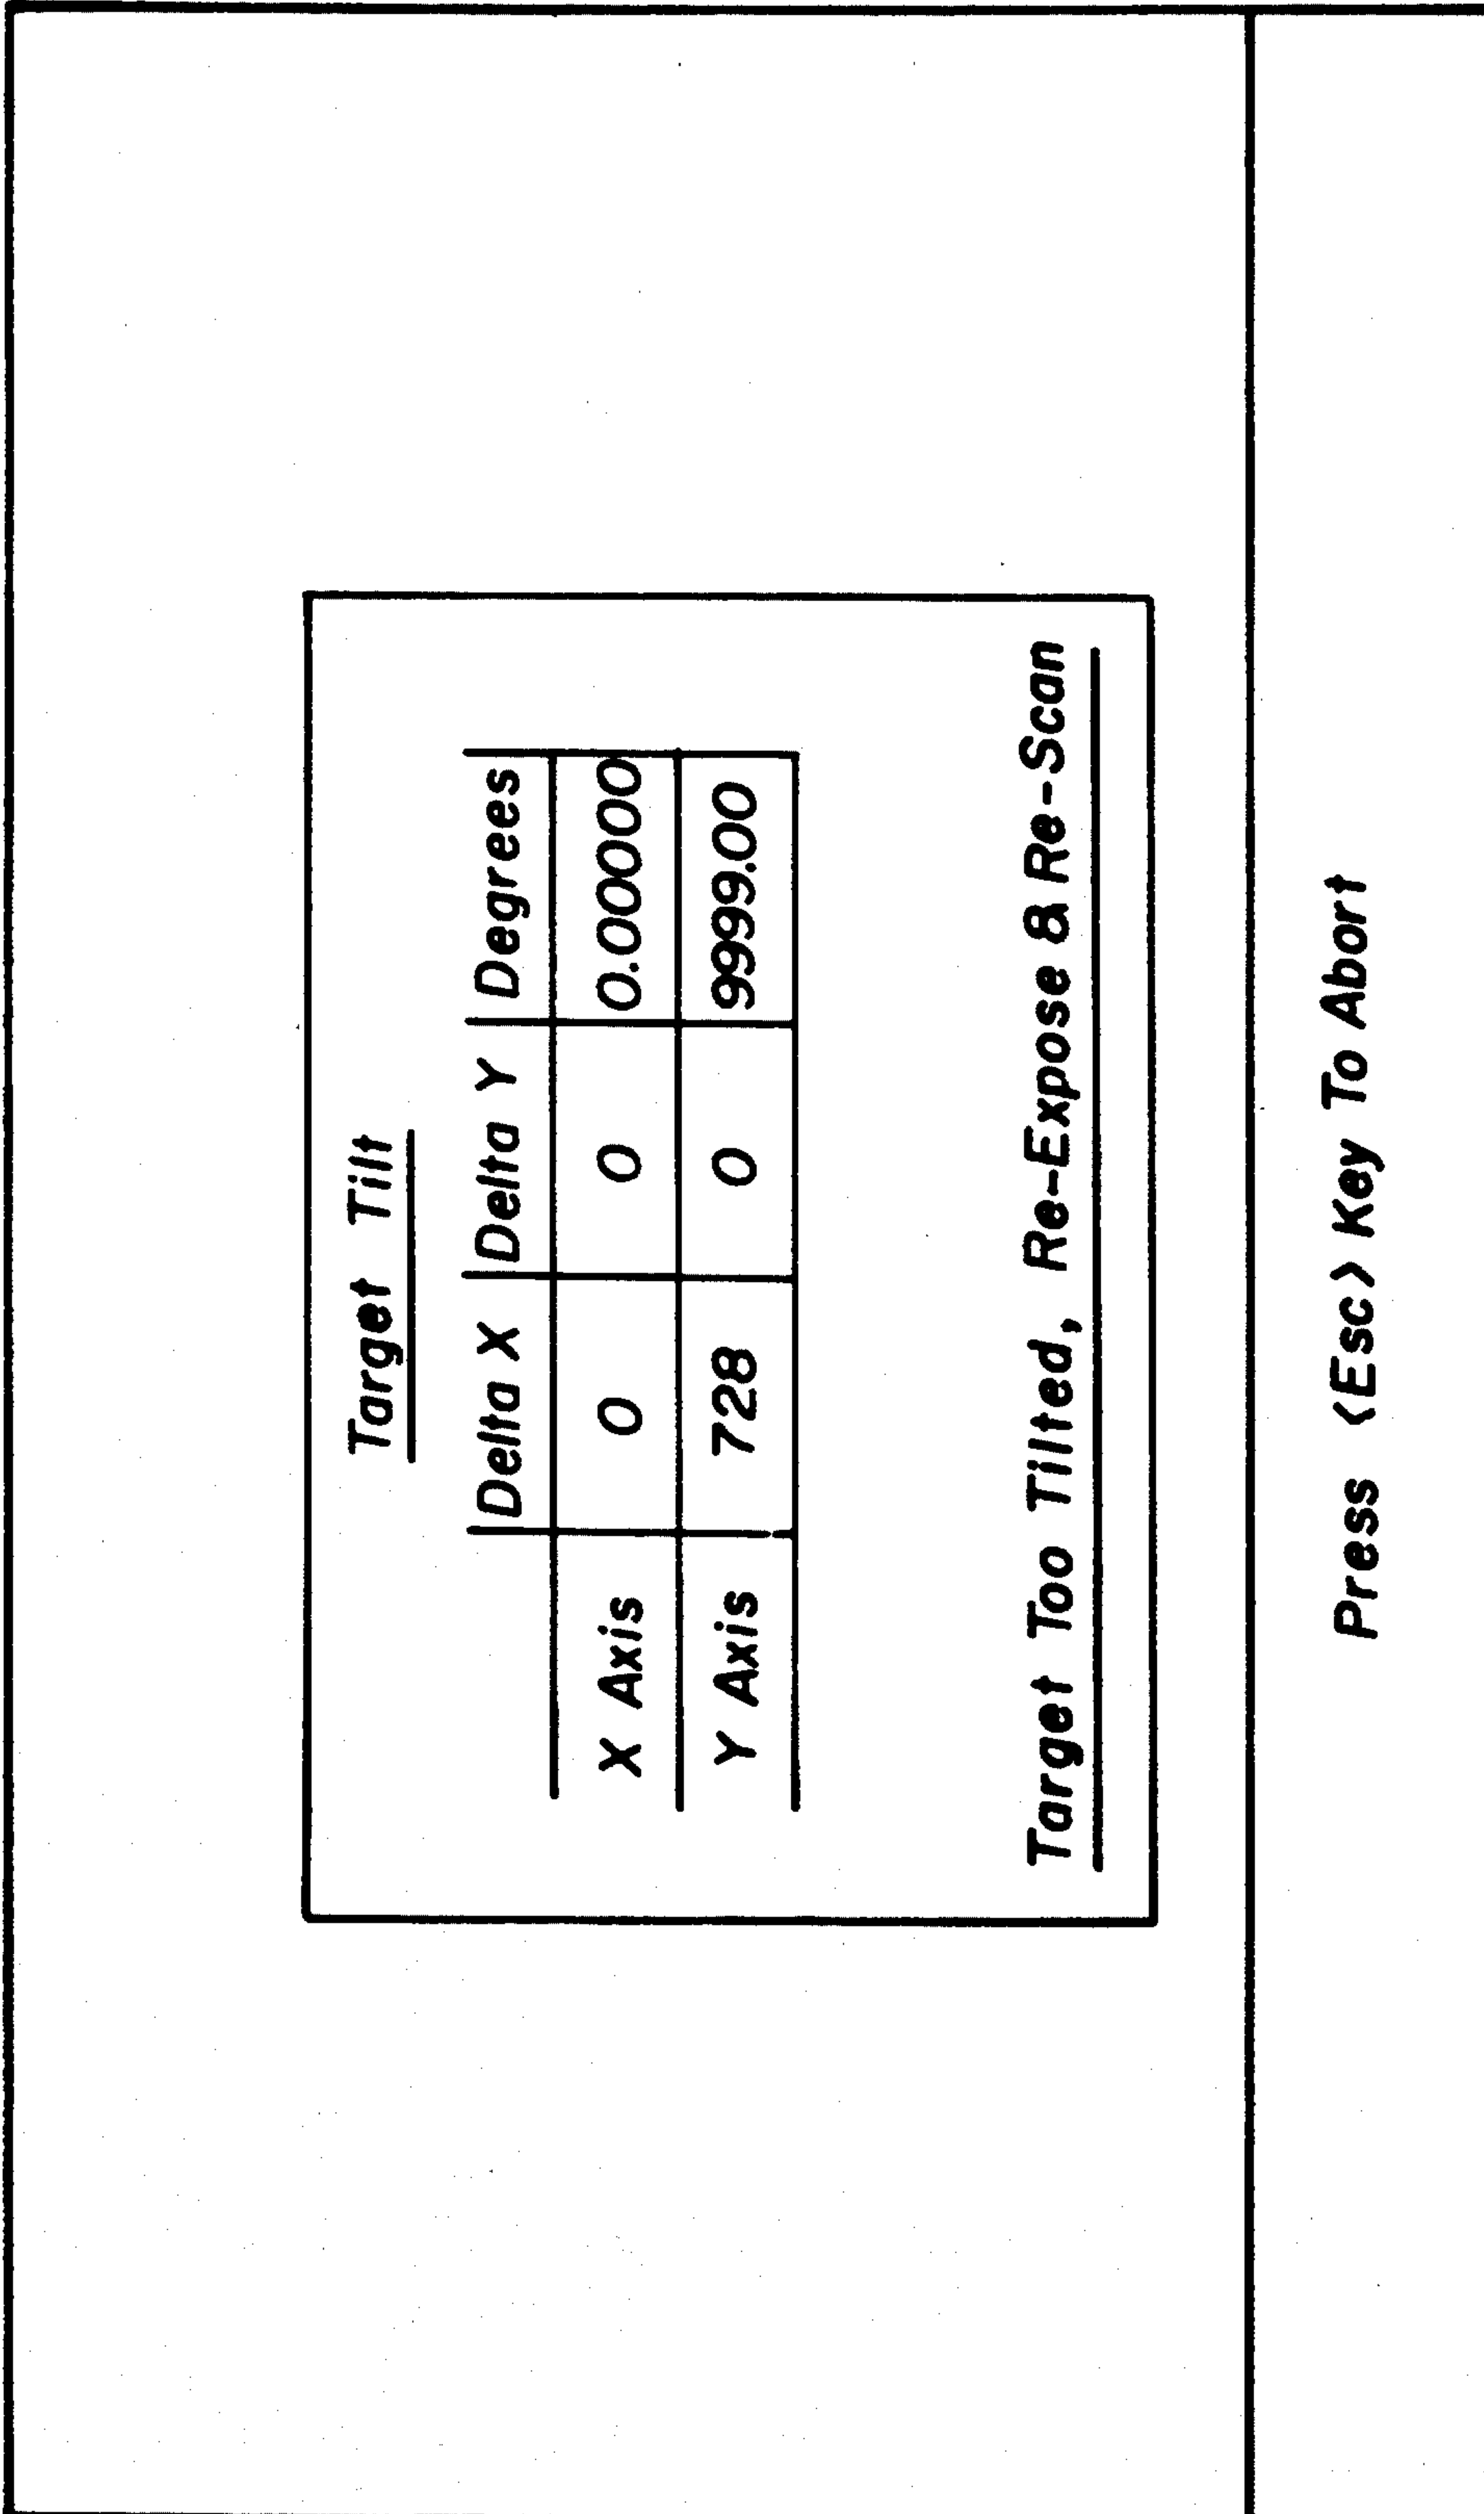 Target Tilt
Delta X Delta Y Degrees
X Axis 0 0 0.00000
Y Axis 728 0 9999.00
Target Too Tilted, Re-Expose & Re-Scan
Press <Esc> Key To Abort